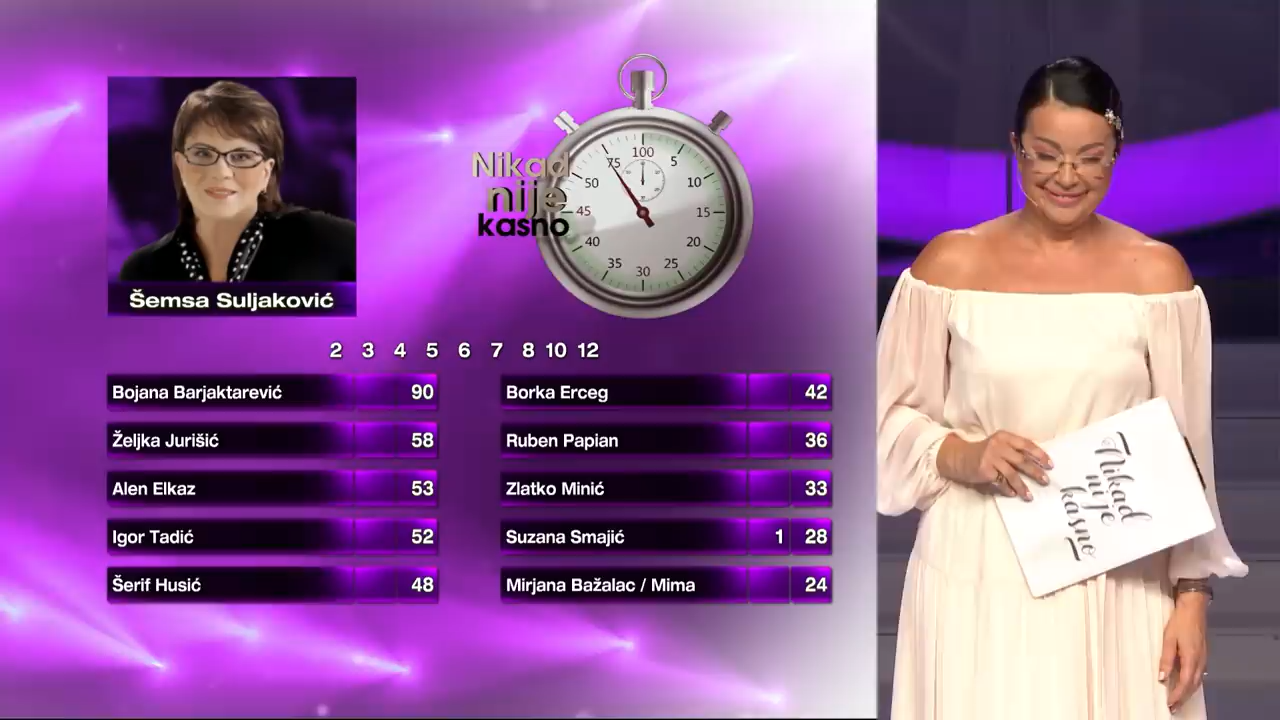 Nikad
nije
kasno
100
75
5
50
10
45
15
40
20
35
25
30
Šemsa Suljaković
2 3 4 5 6 7 8 10 12
Bojana Barjaktarević 90
Željka Jurišić 58
Alen Elkaz 53
Igor Tadić 52
Šerif Husić 48
Borka Erceg 42
Ruben Papian 36
Zlatko Minić 33
Suzana Smajić 1 28
Mirjana Bažalac / Mima 24
Nikad
nije
kasno